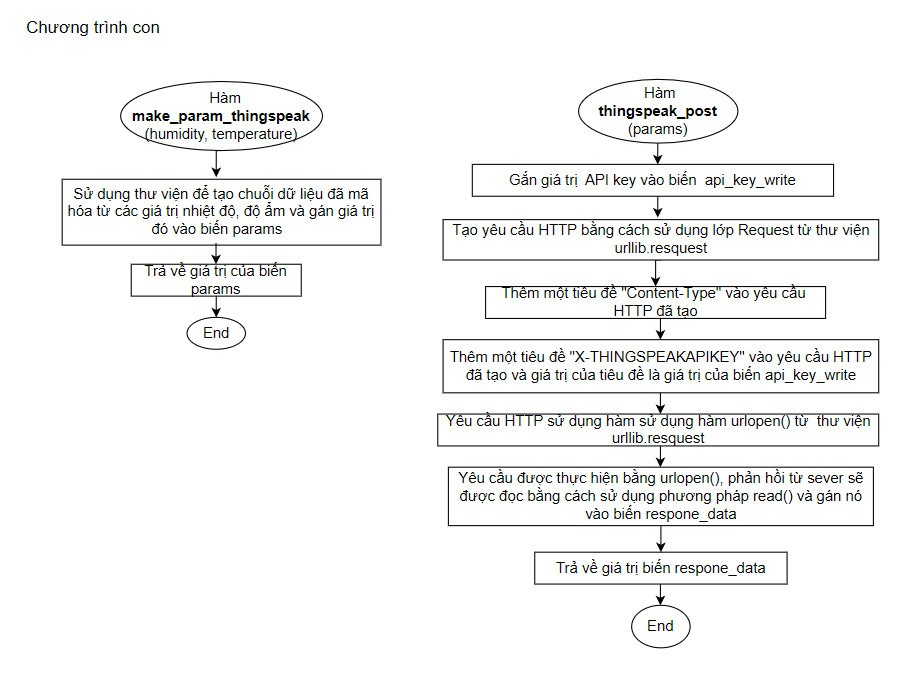 Chương trình con
Hàm
make_param_thingspeak
(humidity, temperature)
Sử dụng thư viện để tạo chuỗi dữ liệu đã mã
hóa từ các giá trị nhiệt độ, độ ẩm và gán giá trị
đó vào biến params
Trả về giá trị của biến
params
End
Hàm
thingspeak_post
(params)
Gắn giá trị API key vào biến api_key_write
Tạo yêu cầu HTTP bằng cách sử dụng lớp Request từ thư viện
urllib.resquest
Thêm một tiêu đề "Content-Type" vào yêu cầu
HTTP đã tạo
Thêm một tiêu đề "X-THINGSPEAKAPIKEY" vào yêu cầu HTTP
đã tạo và giá trị của tiêu đề là giá trị của biến api_key_write
Yêu cầu HTTP sử dụng hàm sử dụng hàm urlopen() từ thư viện
urllib.resquest
Yêu cầu được thực hiện bằng urlopen(), phản hồi từ sever sẽ
được đọc bằng cách sử dụng phương pháp read() và gán nó
vào biến respone_data
Trả về giá trị biến respone_data
End